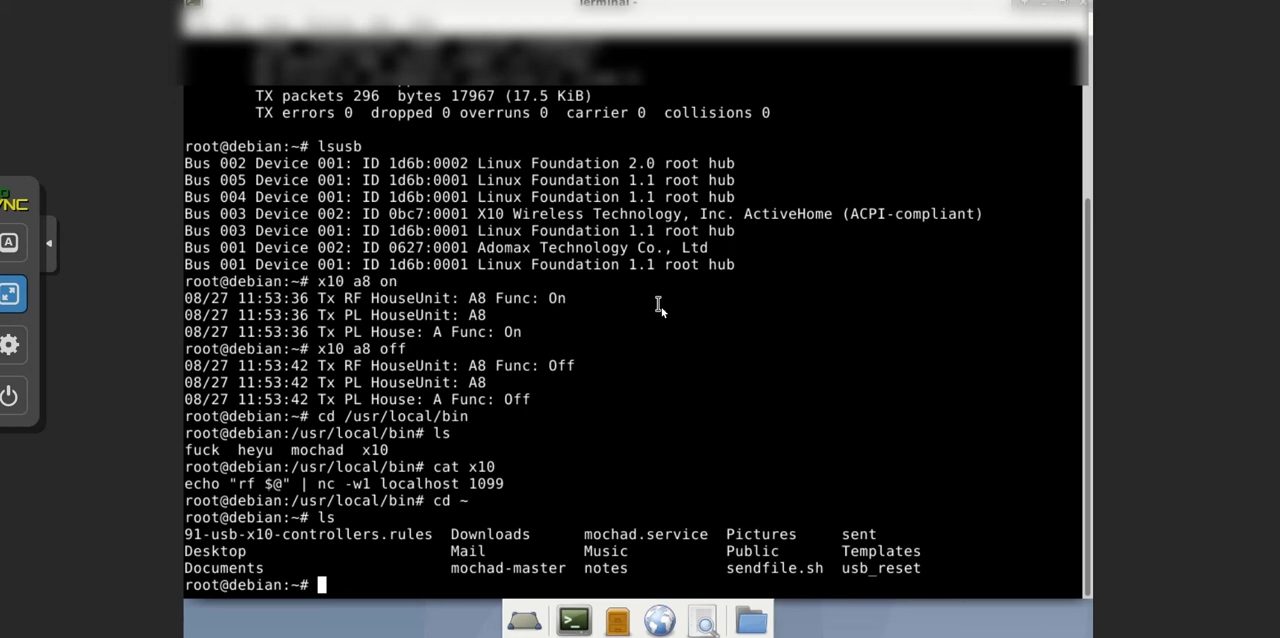 Terminal -
TX packets 296  bytes 17967 (17.5 KiB)
TX errors 0  dropped 0 overruns 0  carrier 0  collisions 0
root@debian:~# lsusb
Bus 002 Device 001: ID 1d6b:0002 Linux Foundation 2.0 root hub
Bus 005 Device 001: ID 1d6b:0001 Linux Foundation 1.1 root hub
Bus 004 Device 001: ID 1d6b:0001 Linux Foundation 1.1 root hub
Bus 003 Device 002: ID 0bc7:0001 X10 Wireless Technology, Inc. ActiveHome (ACPI-compliant)
Bus 003 Device 001: ID 1d6b:0001 Linux Foundation 1.1 root hub
Bus 001 Device 002: ID 0627:0001 Adomax Technology Co., Ltd
Bus 001 Device 001: ID 1d6b:0001 Linux Foundation 1.1 root hub
root@debian:~# x10 a8 on
08/27 11:53:36 Tx RF HouseUnit: A8 Func: On
08/27 11:53:36 Tx PL HouseUnit: A8
08/27 11:53:36 Tx PL House: A Func: On
root@debian:~# x10 a8 off
08/27 11:53:42 Tx RF HouseUnit: A8 Func: Off
08/27 11:53:42 Tx PL HouseUnit: A8
08/27 11:53:42 Tx PL House: A Func: Off
root@debian:~# cd /usr/local/bin
root@debian:/usr/local/bin# ls
fuck  heyu  mochad  x10
root@debian:/usr/local/bin# cat x10
echo "rf $@" | nc -w1 localhost 1099
root@debian:/usr/local/bin# cd ~
root@debian:~# ls
91-usb-x10-controllers.rules  Downloads  mochad.service  Pictures  sent
Desktop  Mail  Music  Public  Templates
Documents  mochad-master  notes  sendfile.sh  usb_reset
root@debian:~#
VNC
A